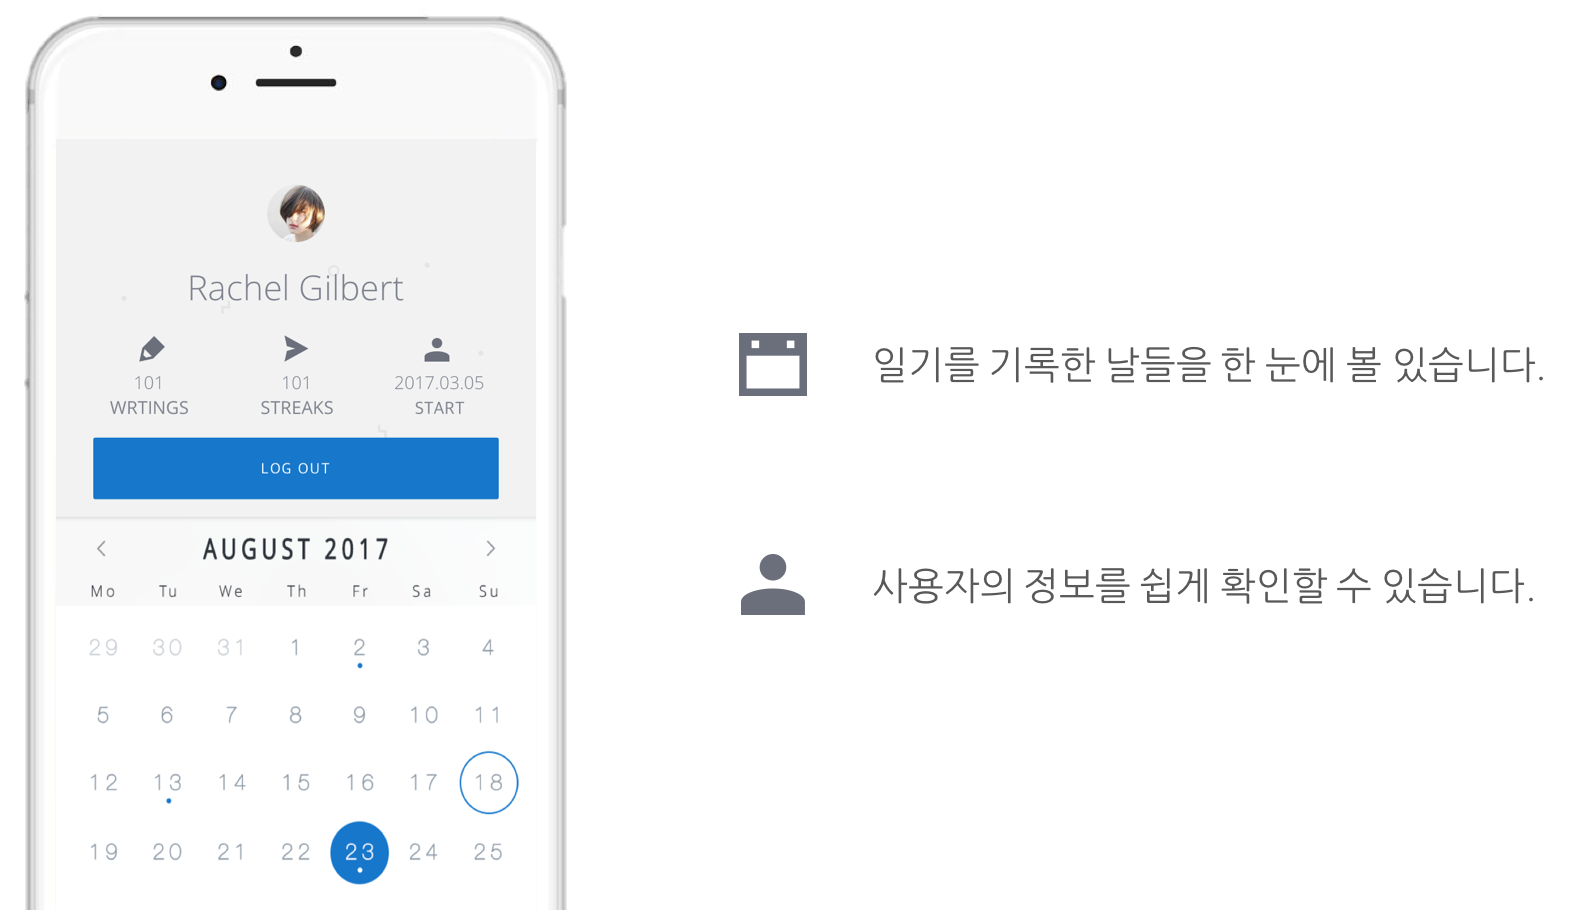 Rachel Gilbert
101 101 2017.03.05
WRTINGS STREAKS START
LOG OUT
AUGUST 2017
Mo Tu We Th Fr Sa Su
29 30 31 1 2 3 4
5 6 7 8 9 10 11
12 13 14 15 16 17 18
19 20 21 22 23 24 25
일기를 기록한 날들을 한 눈에 볼 있습니다.
사용자의 정보를 쉽게 확인할 수 있습니다.